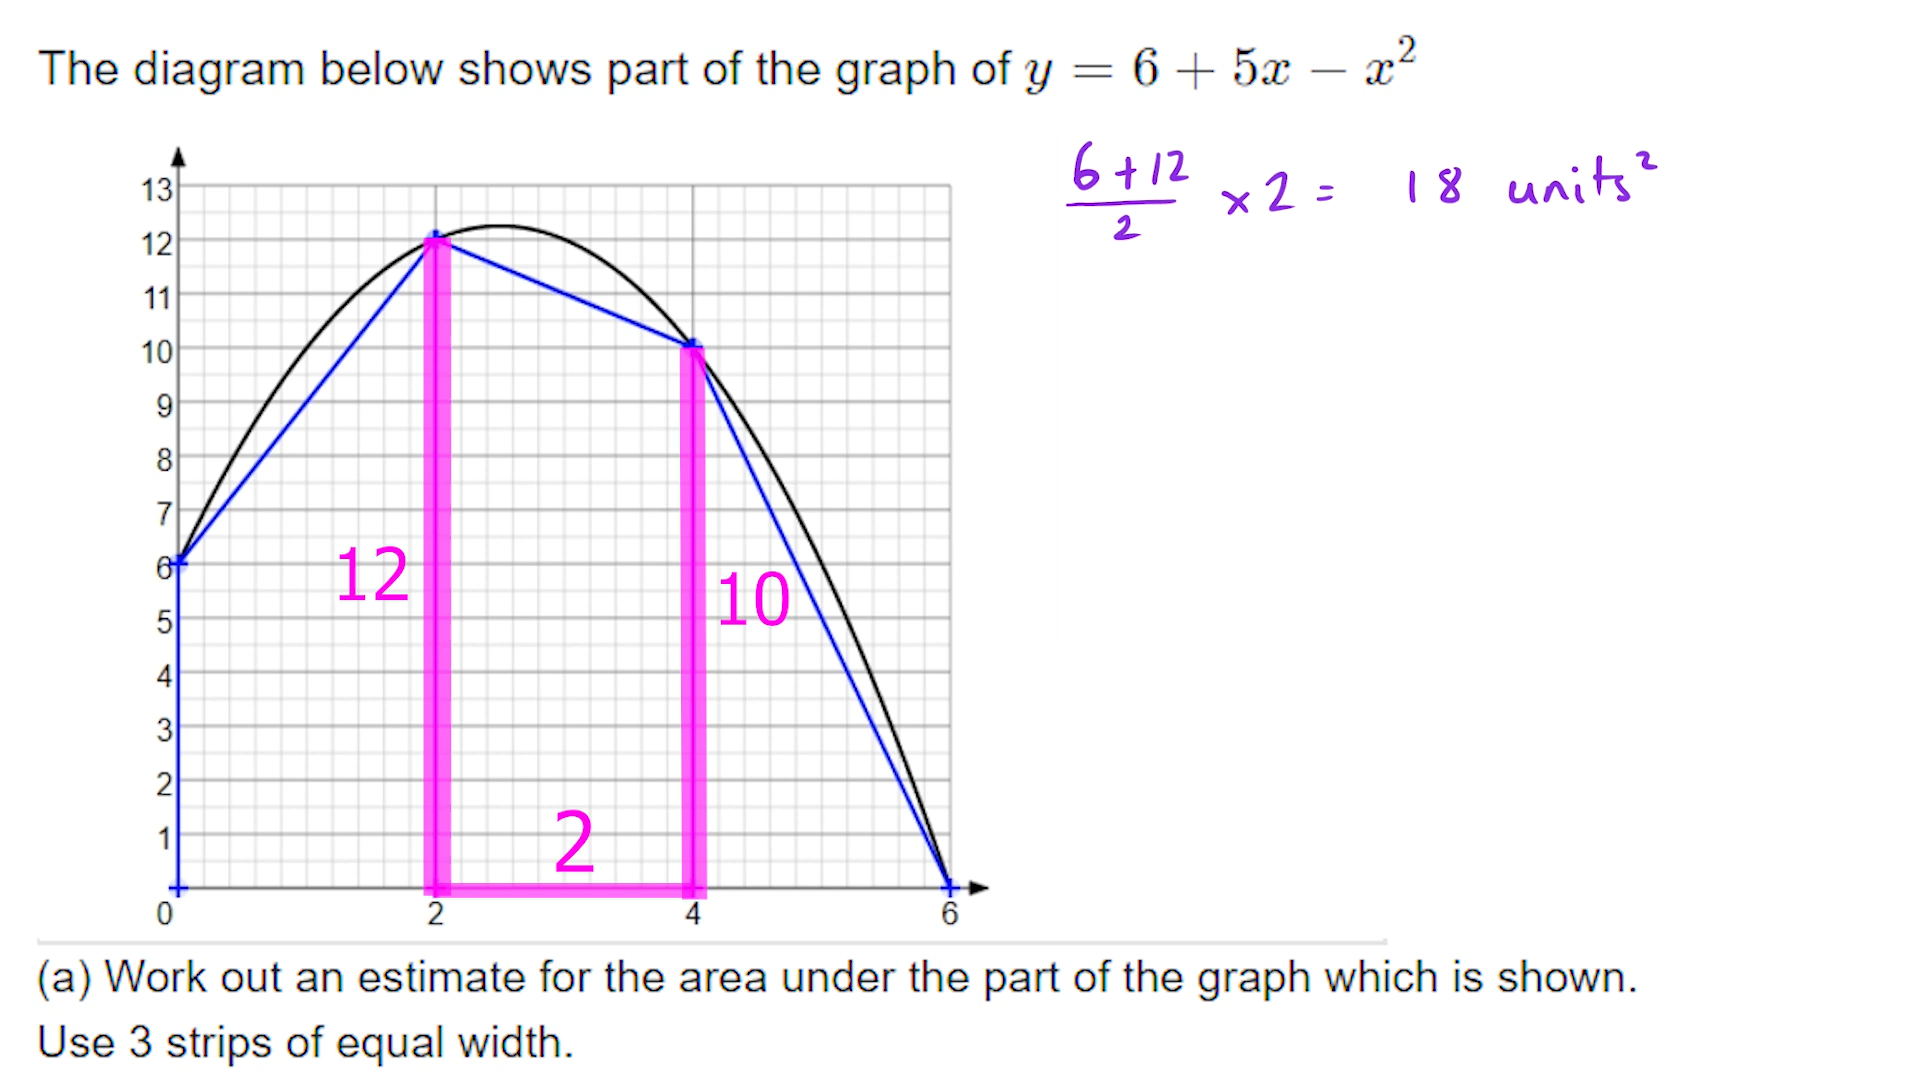 The diagram below shows part of the graph of y = 6 + 5x − x²
6 + 12
2
× 2 = 18 units²
13
12
11
10
9
8
7
6
5
4
3
2
1
12
10
2
0 2 4 6
(a) Work out an estimate for the area under the part of the graph which is shown.
Use 3 strips of equal width.